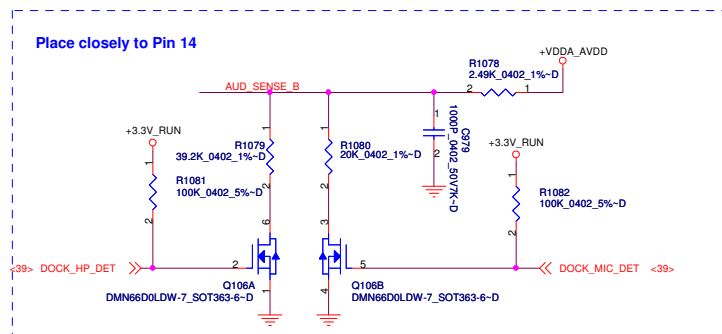 Place closely to Pin 14
+VDDA_AVDD
R1078
2.49K_0402_1%~D
2
1
AUD_SENSE_B
1
2
C979
1000P_0402_50V7K~D
+3.3V_RUN
1
R1079
39.2K_0402_1%~D
2
1
R1080
20K_0402_1%~D
2
+3.3V_RUN
1
R1081
100K_0402_5%~D
2
1
R1082
100K_0402_5%~D
2
6
3
<39> DOCK_HP_DET
2
5
DOCK_MIC_DET <39>
1
4
Q106A
DMN66D0LDW-7_SOT363-6~D
Q106B
DMN66D0LDW-7_SOT363-6~D